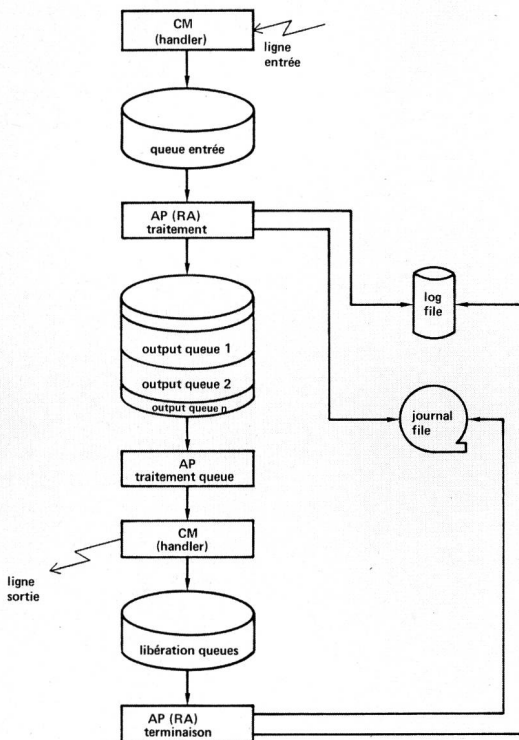 CM
(handler)
ligne
entrée
queue entrée
AP (RA)
traitement
log
file
output queue 1
output queue 2
output queue n
journal
file
AP
traitement queue
CM
(handler)
ligne
sortie
libération queues
AP (RA)
terminaison